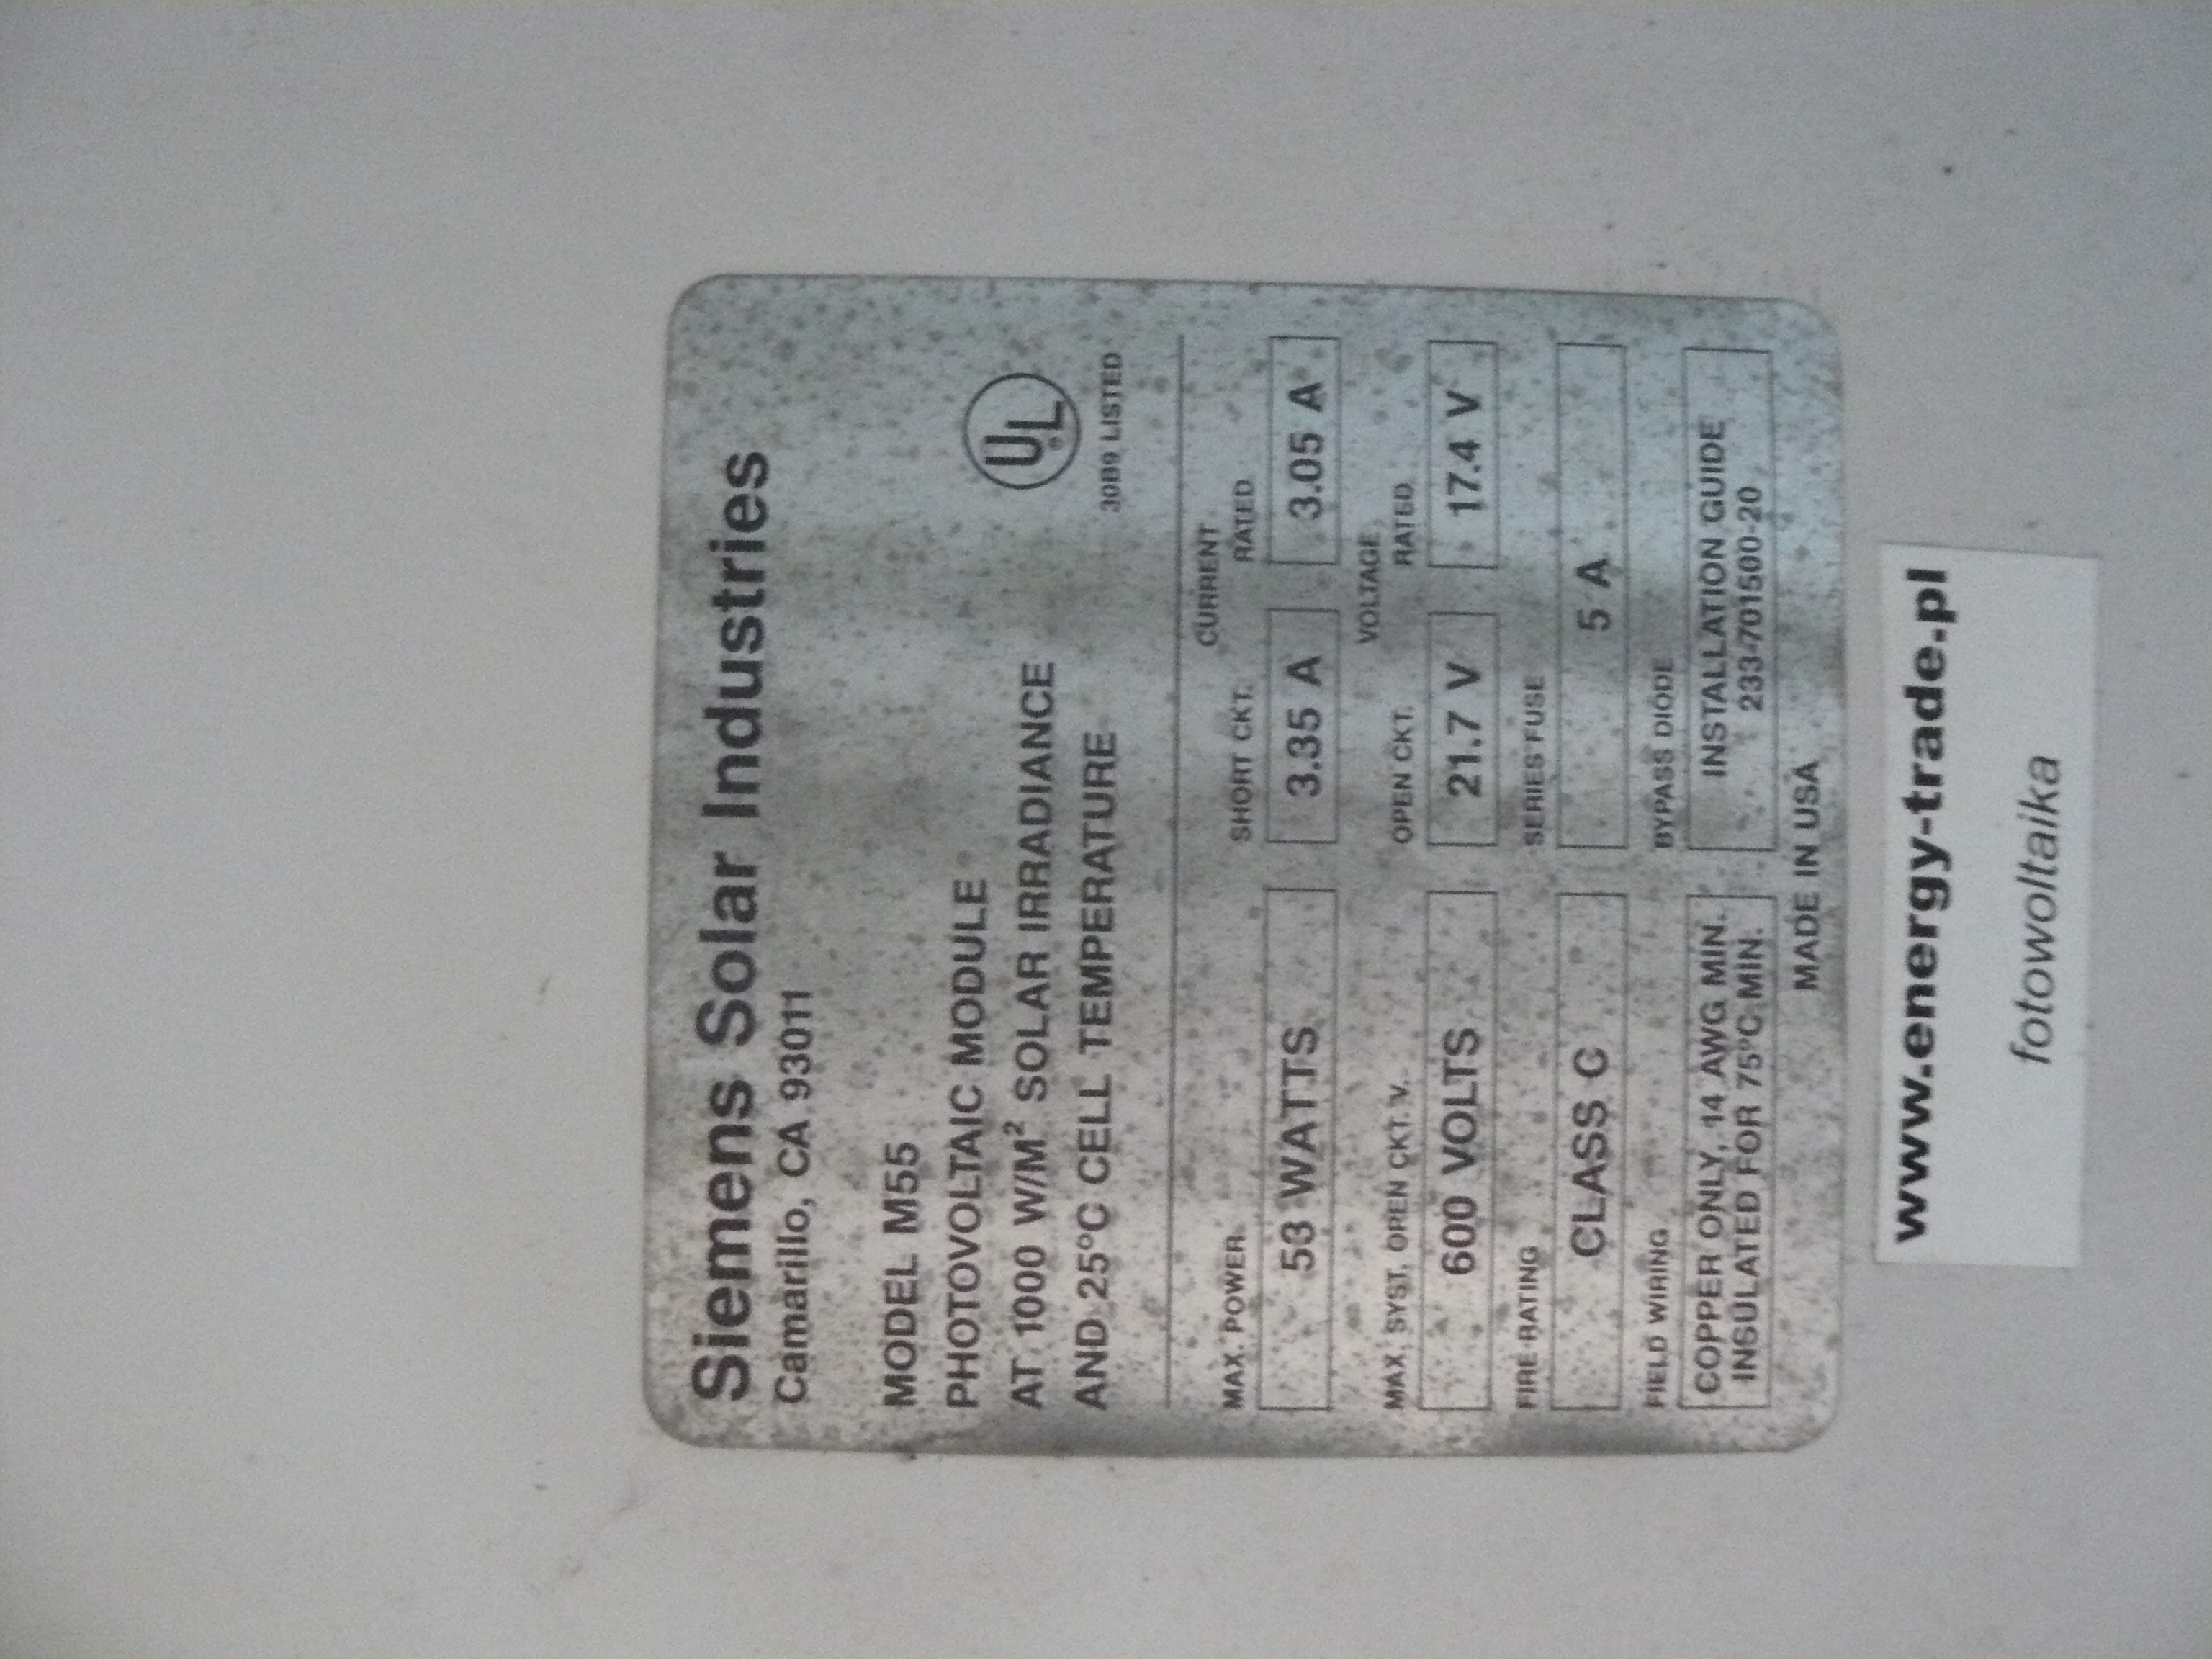 Siemens Solar Industries
Camarillo, CA 93011
MODEL M55
PHOTOVOLTAIC MODULE
AT 1000 W/M² SOLAR IRRADIANCE
AND 25°C CELL TEMPERATURE
UL
30B9 LISTED
CURRENT
MAX. POWER SHORT CKT. RATED
53 WATTS 3.35 A 3.05 A
VOLTAGE
MAX. SYST. OPEN CKT. V. OPEN CKT. RATED
600 VOLTS 21.7 V 17.4 V
FIRE RATING SERIES FUSE
CLASS C 5 A
FIELD WIRING BYPASS DIODE
COPPER ONLY, 14 AWG MIN. INSTALLATION GUIDE
INSULATED FOR 75°C MIN. 233-701500-20
MADE IN USA
www.energy-trade.pl
fotowoltaika